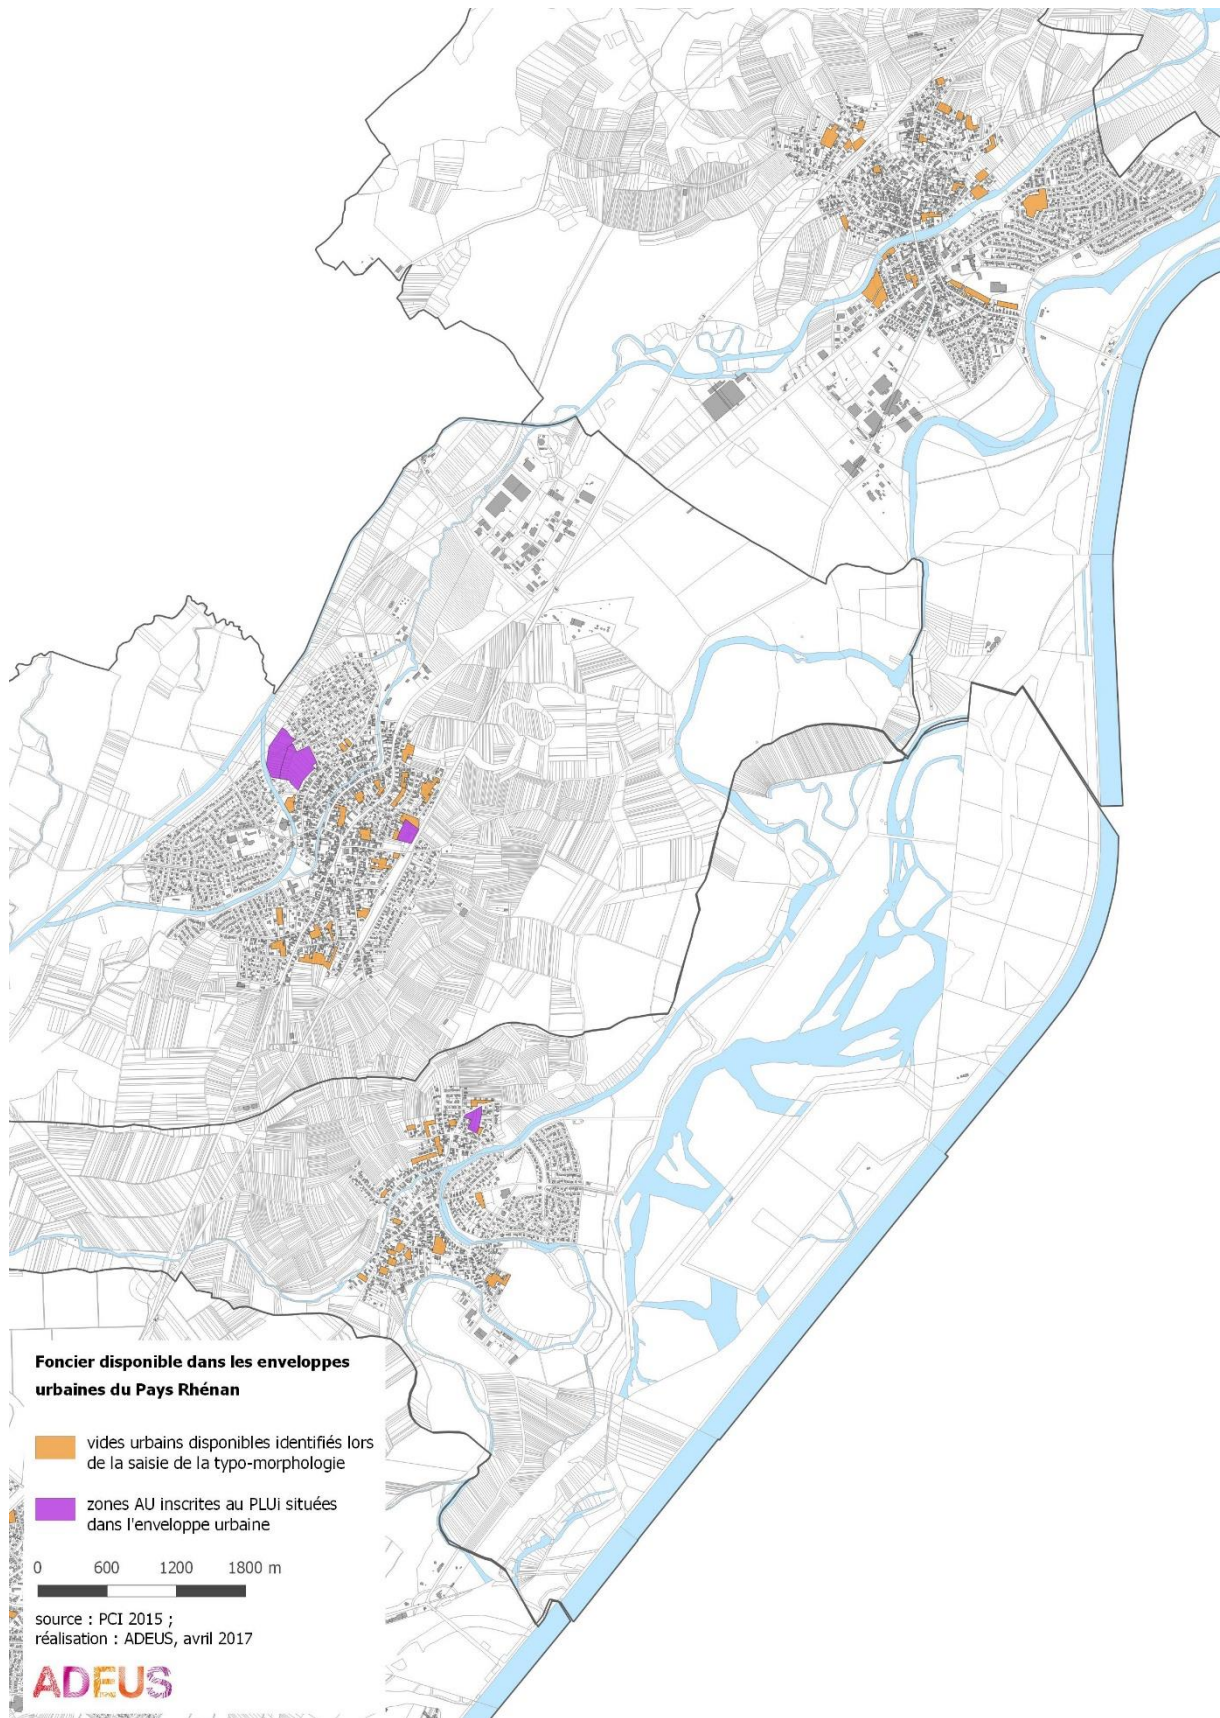 Foncier disponible dans les enveloppes
urbaines du Pays Rhénan
vides urbains disponibles identifiés lors
de la saisie de la typo-morphologie
zones AU inscrites au PLUi situées
dans l'enveloppe urbaine
0 600 1200 1800 m
source : PCI 2015 ;
réalisation : ADEUS, avril 2017
ADEUS